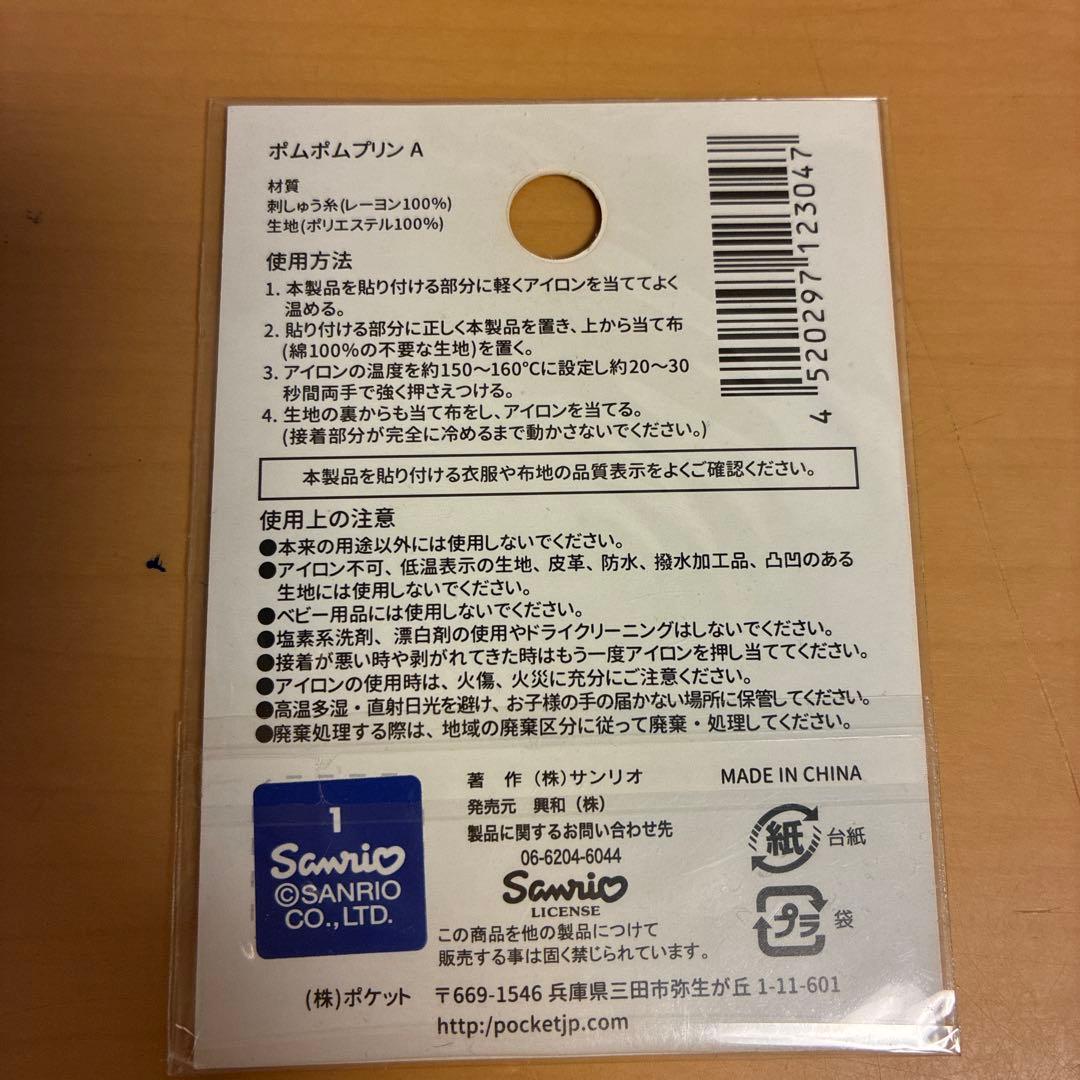 ポムポムプリン A
材質
刺しゅう糸(レーヨン100%)
生地(ポリエステル100%)
使用方法
1. 本製品を貼り付ける部分に軽くアイロンを当ててよく
温める。
2. 貼り付ける部分に正しく本製品を置き、上から当て布
(綿100%の不要な生地)を置く。
3. アイロンの温度を約150～160℃に設定し約20～30
秒間両手で強く押さえつける。
4. 生地の裏からも当て布をし、アイロンを当てる。
(接着部分が完全に冷めるまで動かさないでください。)
4 520297 123047
本製品を貼り付ける衣服や布地の品質表示をよくご確認ください。
使用上の注意
●本来の用途以外には使用しないでください。
●アイロン不可、低温表示の生地、皮革、防水、撥水加工品、凸凹のある
生地には使用しないでください。
●ベビー用品には使用しないでください。
●塩素系洗剤、漂白剤の使用やドライクリーニングはしないでください。
●接着が悪い時や剥がれてきた時はもう一度アイロンを押し当ててください。
●アイロンの使用時は、火傷、火災に充分にご注意ください。
●高温多湿・直射日光を避け、お子様の手の届かない場所に保管してください。
●廃棄処理する際は、地域の廃棄区分に従って廃棄・処理してください。
1
Sanrio
©SANRIO
CO.,LTD.
著 作 (株)サンリオ
発売元 興和(株)
製品に関するお問い合わせ先
06-6204-6044
Sanrio
LICENSE
この商品を他の製品につけて
販売する事は固く禁じられています。
MADE IN CHINA
紙 台紙
プラ 袋
(株)ポケット 〒669-1546 兵庫県三田市弥生が丘 1-11-601
http:/pocketjp.com